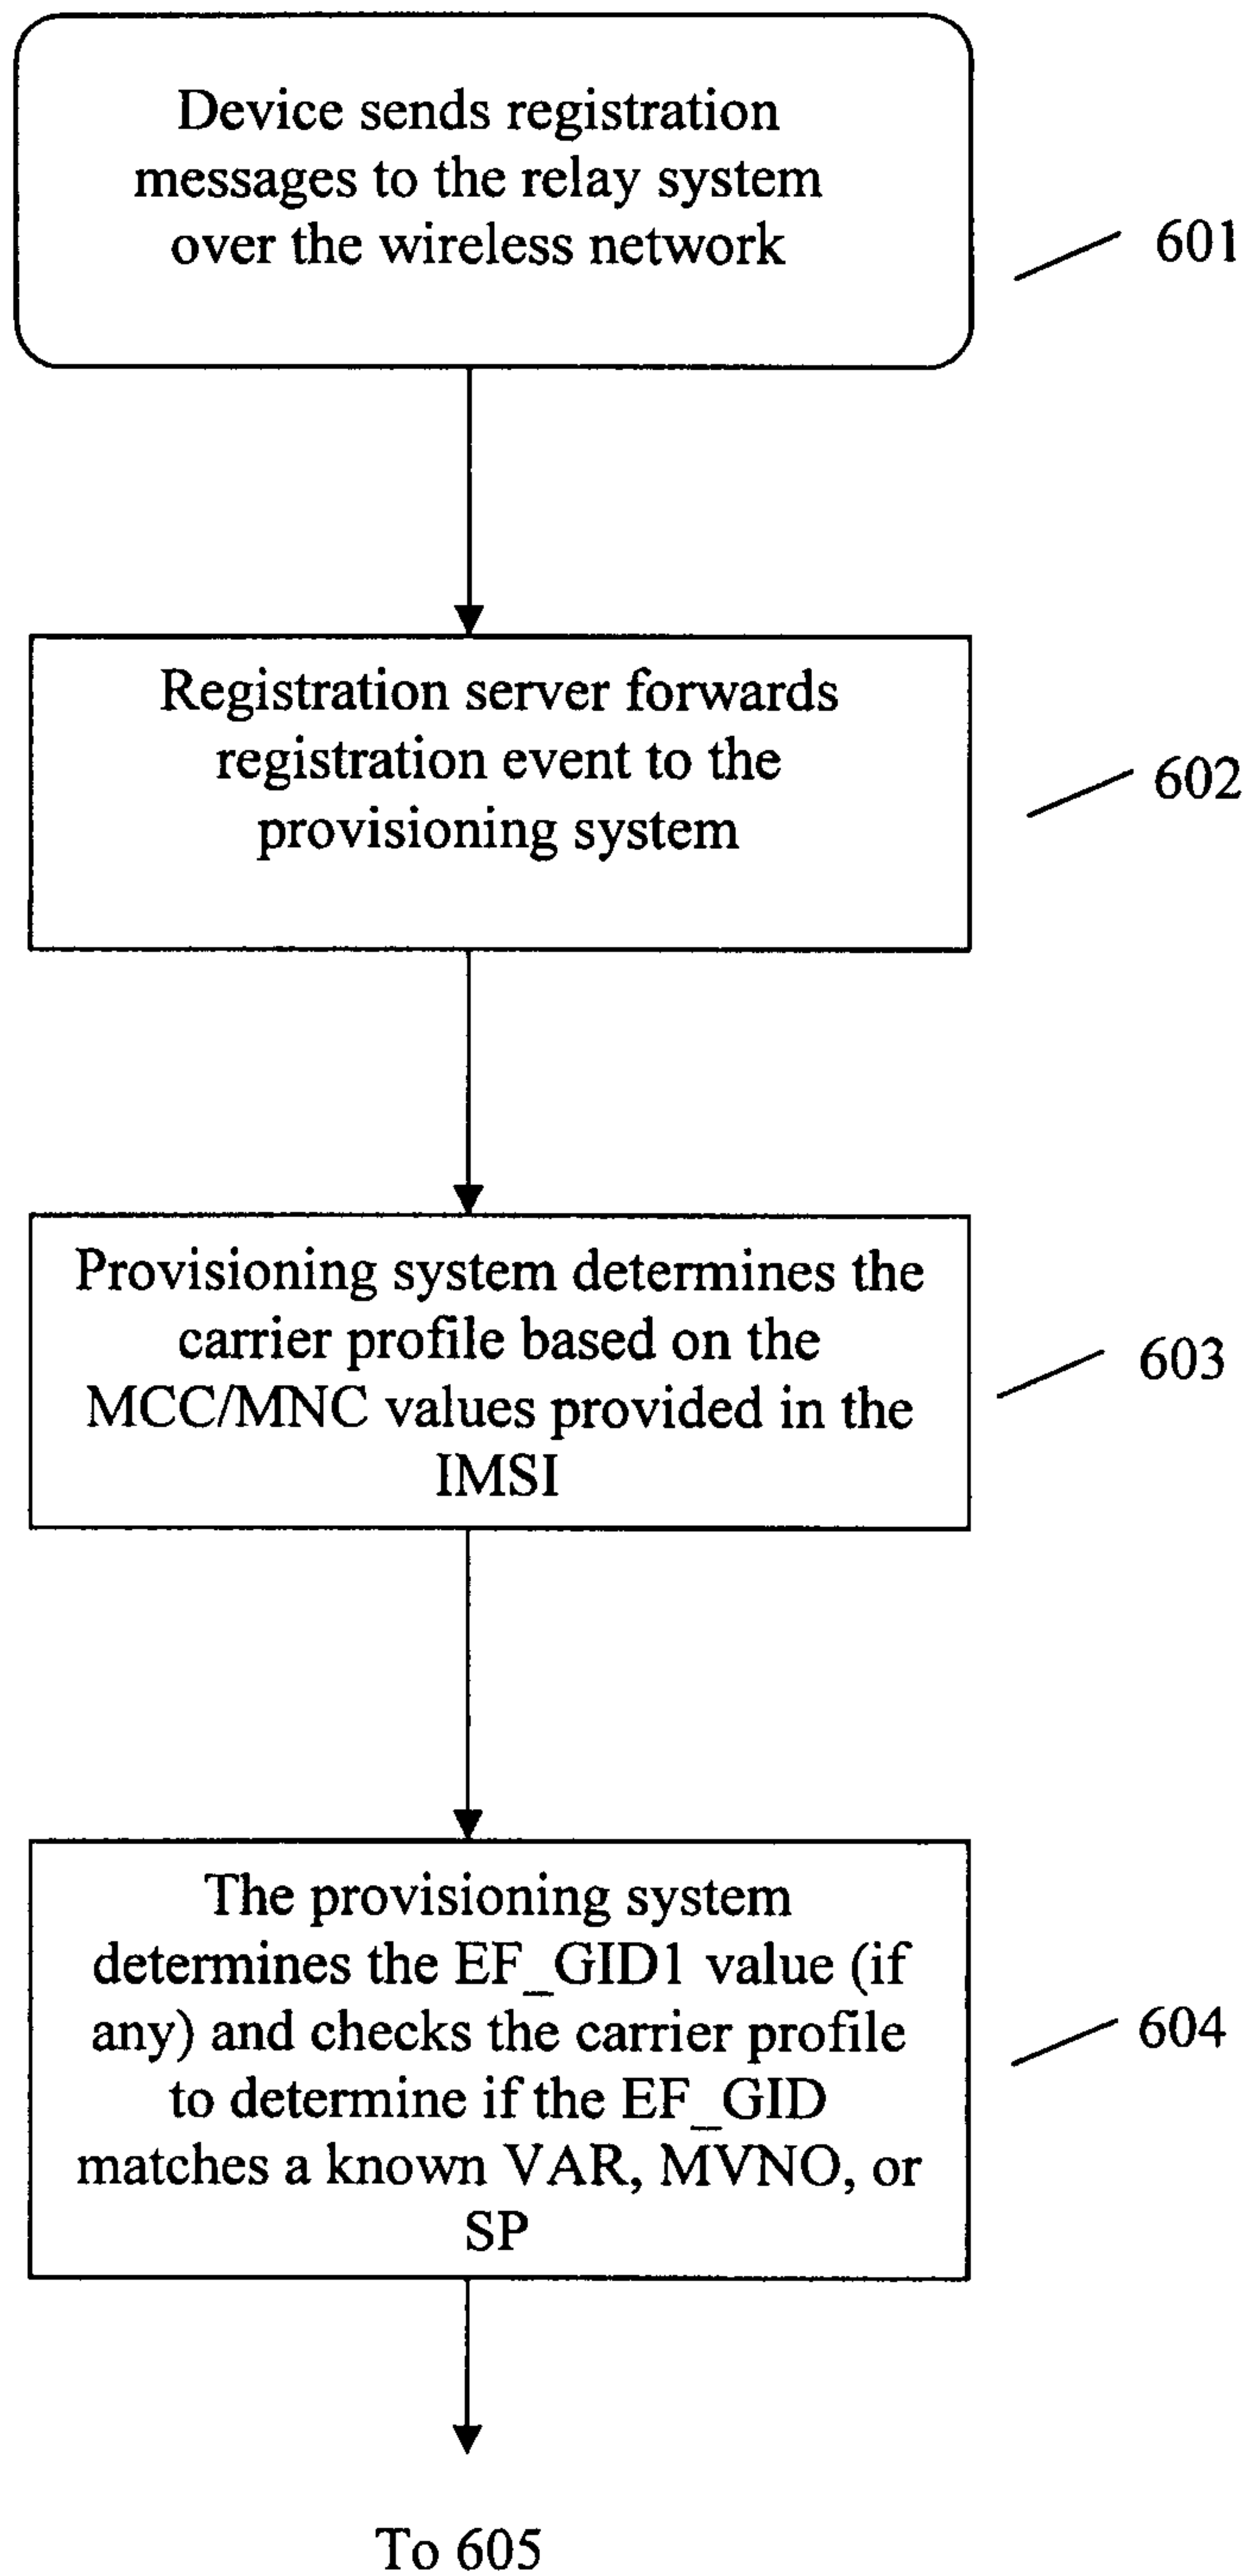 Device sends registration
messages to the relay system
over the wireless network
601
Registration server forwards
registration event to the
provisioning system
602
Provisioning system determines the
carrier profile based on the
MCC/MNC values provided in the
IMSI
603
The provisioning system
determines the EF_GID1 value (if
any) and checks the carrier profile
to determine if the EF_GID
matches a known VAR, MVNO, or
SP
604
To 605